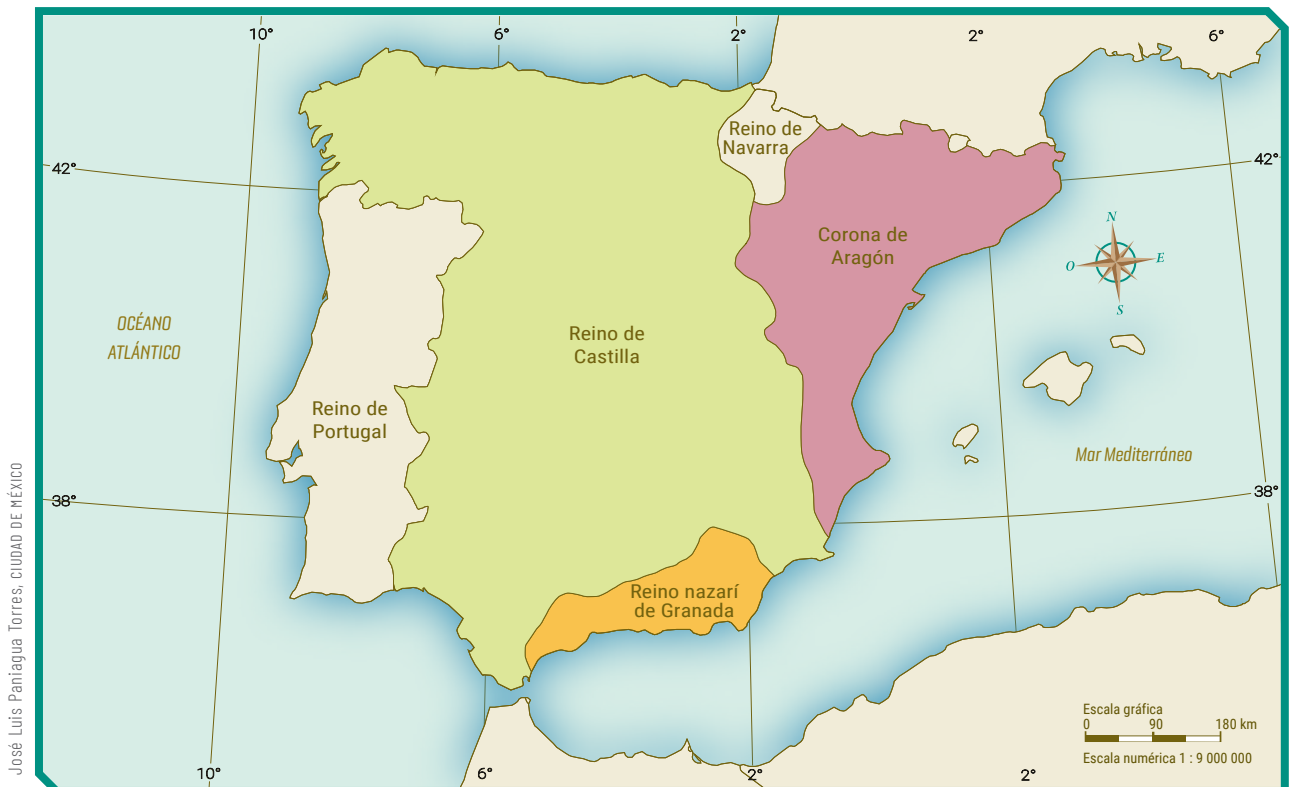 10°
6°
2°
2°
6°
Reino de
Navarra
42°
42°
Corona de
Aragón
N
O
E
S
OCÉANO
ATLÁNTICO
Reino de
Castilla
Reino de
Portugal
Mar Mediterráneo
38°
38°
Reino nazarí
de Granada
Escala gráfica
0 90 180 km
Escala numérica 1 : 9 000 000
10°
6°
2°
2°
José Luis Paniagua Torres, CIUDAD DE MÉXICO